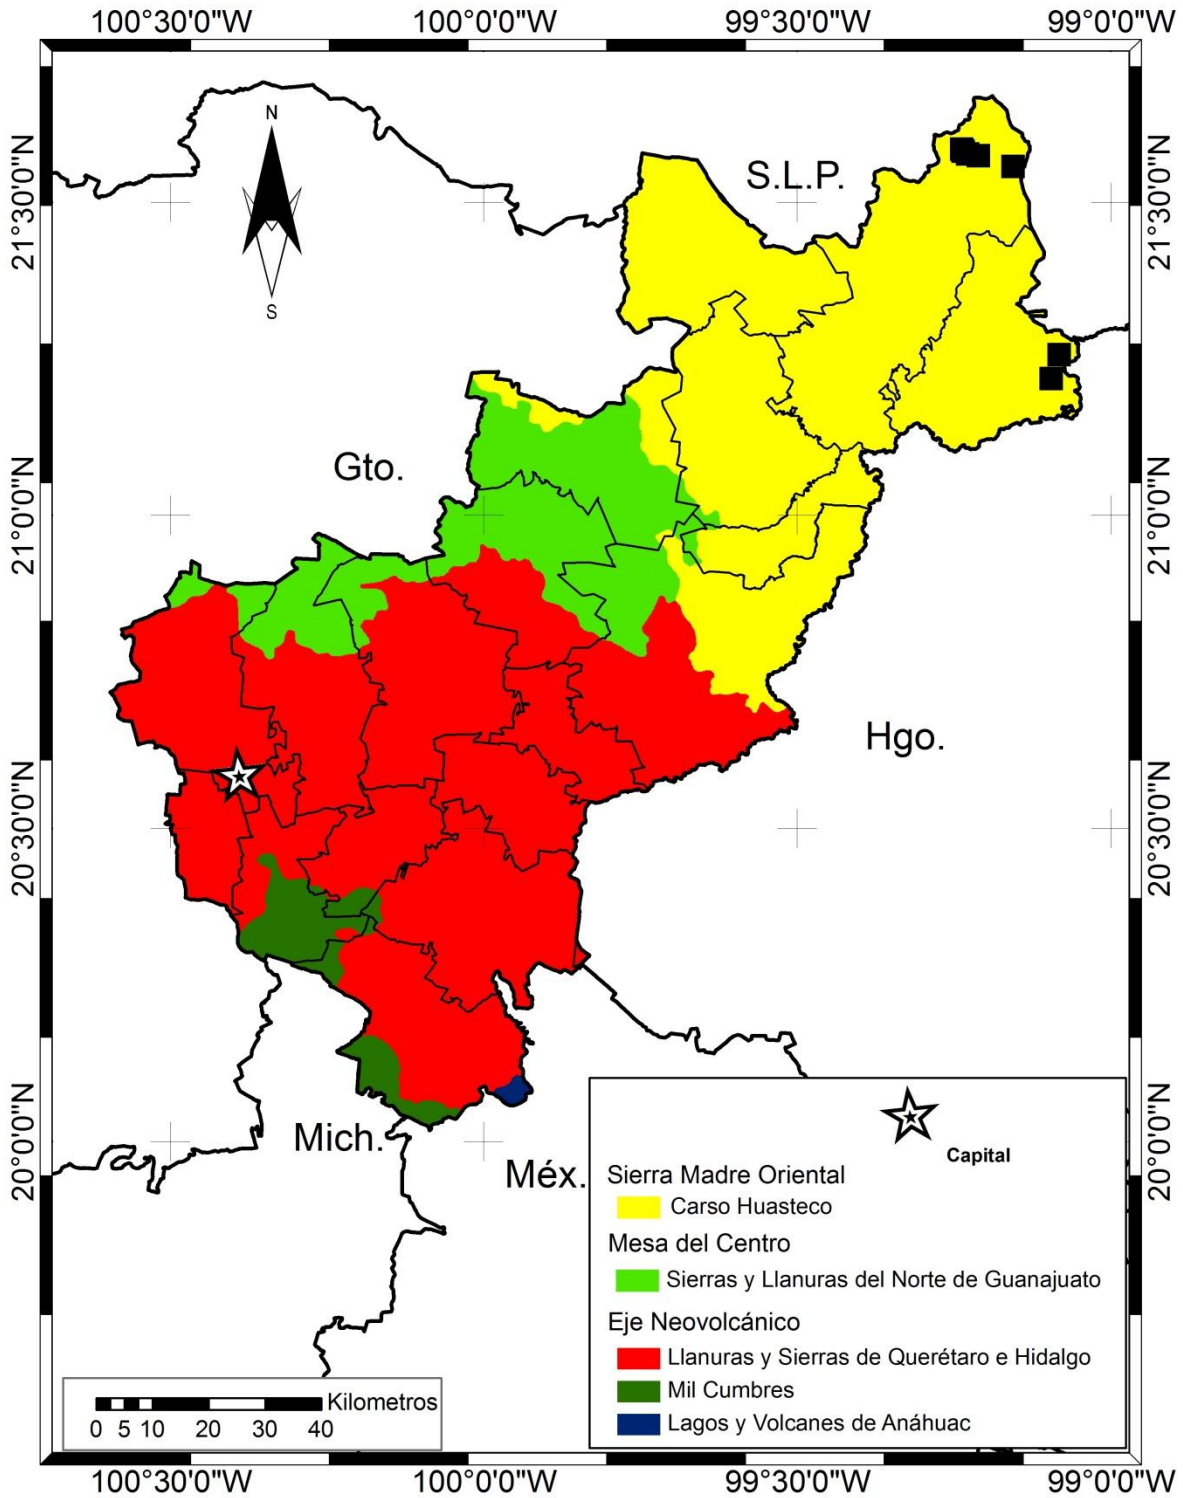 100°30'0"W 100°0'0"W 99°30'0"W 99°0'0"W
N
S
S.L.P.
21°30'0"N 21°30'0"N
Gto.
21°0'0"N 21°0'0"N
Hgo.
20°30'0"N 20°30'0"N
Mich.
Méx.
20°0'0"N 20°0'0"N
Capital
Sierra Madre Oriental
Carso Huasteco
Mesa del Centro
Sierras y Llanuras del Norte de Guanajuato
Eje Neovolcánico
Llanuras y Sierras de Querétaro e Hidalgo
Mil Cumbres
Lagos y Volcanes de Anáhuac
Kilometros
0 5 10 20 30 40
100°30'0"W 100°0'0"W 99°30'0"W 99°0'0"W